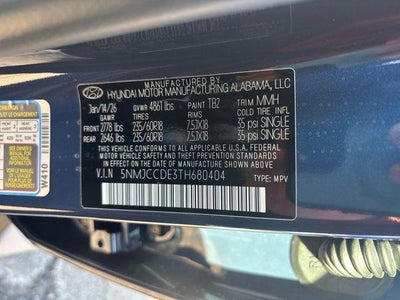 HYUNDAI MOTOR MANUFACTURING ALABAMA, LLC
Jan/14/26 GVWR 4861 lbs PAINT TB2 TRIM MMH
GAWR TIRES RIMS COLD TIRE INFL
FRONT 2778 lbs 235/60R18 7.5JX18 35 psi SINGLE
REAR 2646 lbs 235/60R18 7.5JX18 35 psi SINGLE
THIS VEHICLE CONFORMS TO ALL APPLICABLE U.S.A. FEDERAL
MOTOR VEHICLE SAFETY, BUMPER, AND THEFT PREVENTION
STANDARDS IN EFFECT ON THE DATE OF MANUFACTURE SHOWN ABOVE.
V.I.N 5NMJCCDE3TH680404
TYPE: MPV
W410